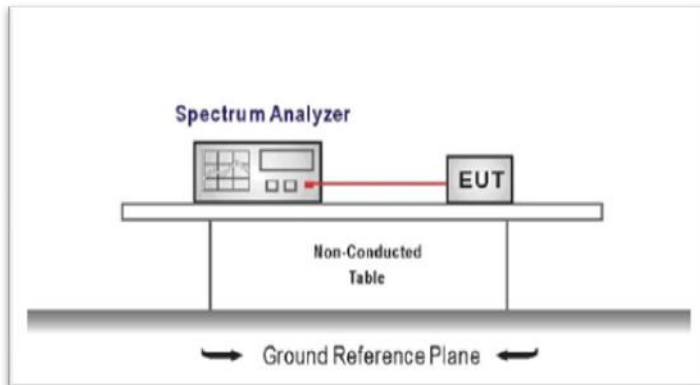 Spectrum Analyzer
EUT
Non-Conducted
Table
Ground Reference Plane